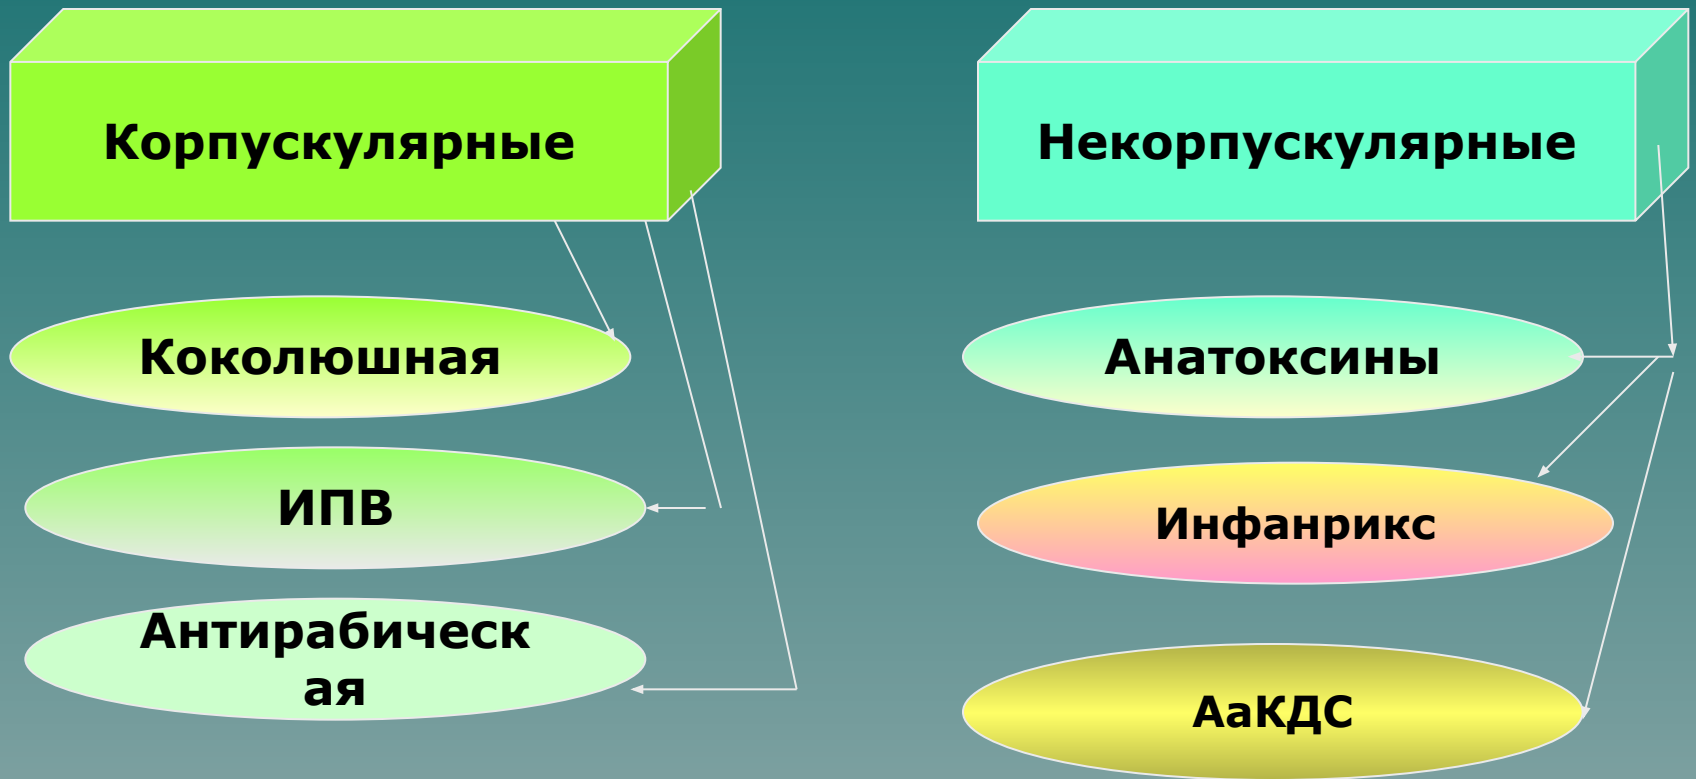 Корпускулярные
Коколюшная
ИПВ
Антирабическ
ая
Некорпускулярные
Анатоксины
Инфанрикс
АаКДС